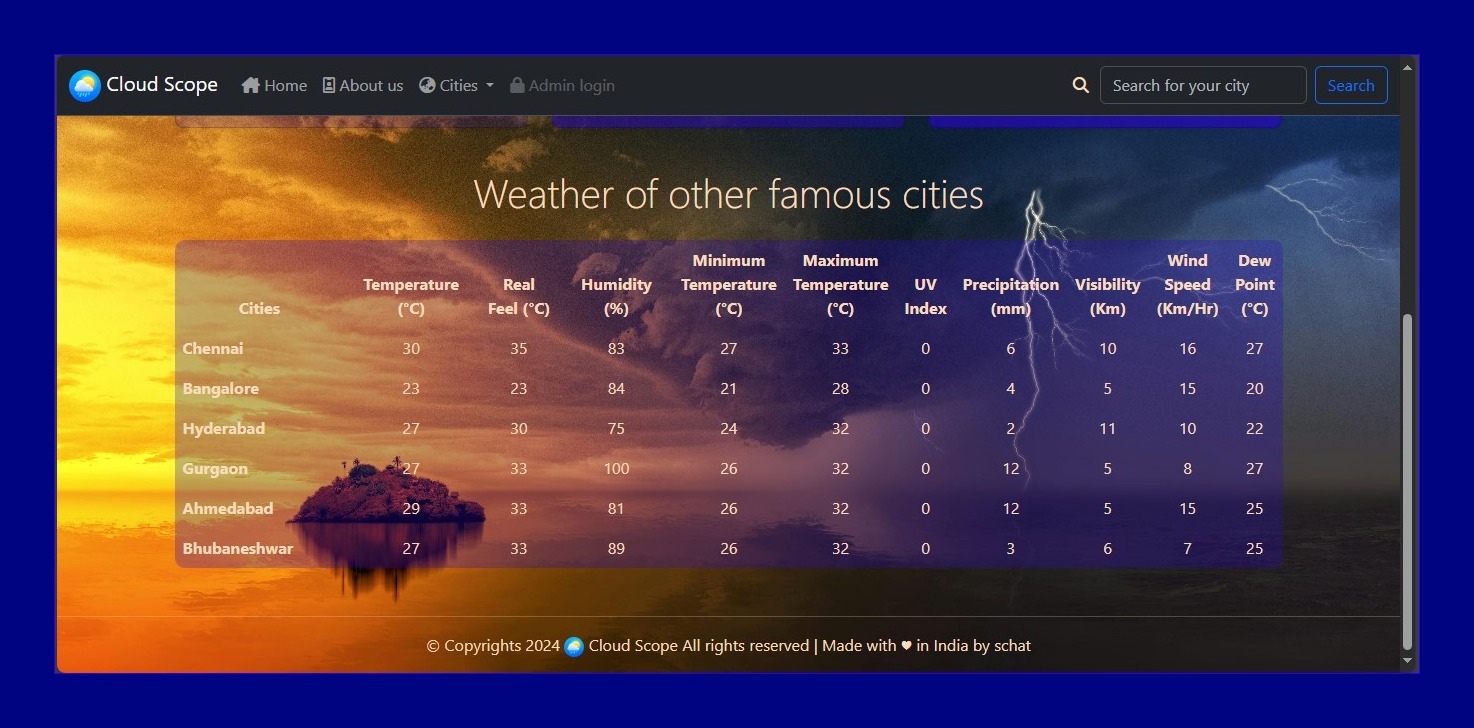 Cloud Scope Home About us Cities Admin login Search for your city Search
Weather of other famous cities
Cities Temperature (°C) Real Feel (°C) Humidity (%) Minimum Temperature (°C) Maximum Temperature (°C) UV Index Precipitation (mm) Visibility (Km) Wind Speed (Km/Hr) Dew Point (°C)
Chennai 30 35 83 27 33 0 6 10 16 27
Bangalore 23 23 84 21 28 0 4 5 15 20
Hyderabad 27 30 75 24 32 0 2 11 10 22
Gurgaon 27 33 100 26 32 0 12 5 8 27
Ahmedabad 29 33 81 26 32 0 12 5 15 25
Bhubaneshwar 27 33 89 26 32 0 3 6 7 25
© Copyrights 2024 Cloud Scope All rights reserved | Made with ♥ in India by schat